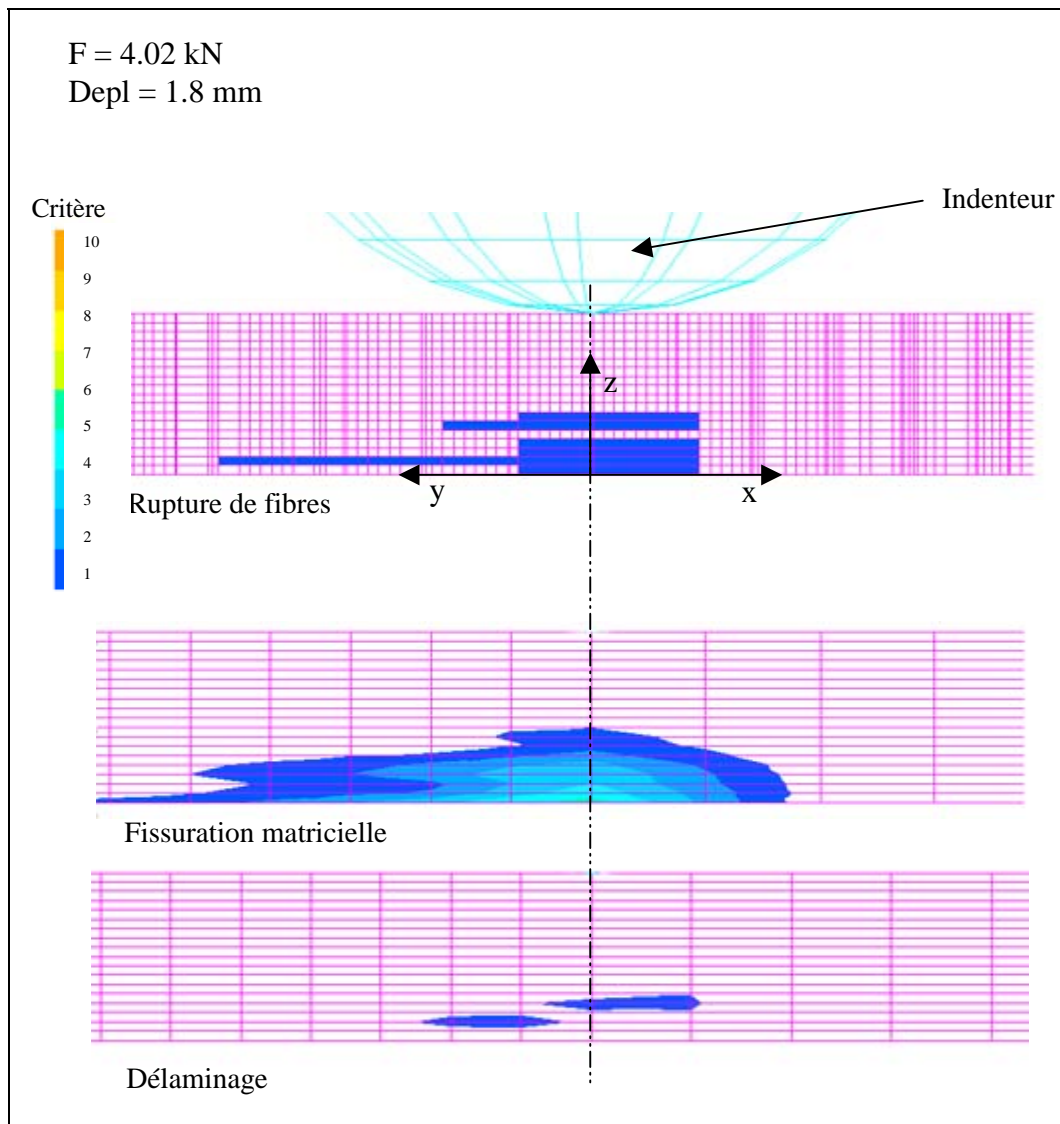 F = 4.02 kN
Depl = 1.8 mm
Indenteur
Critère
10
9
8
7
6
5
4
3
2
1
z
y
x
Rupture de fibres
Fissuration matricielle
Délaminage